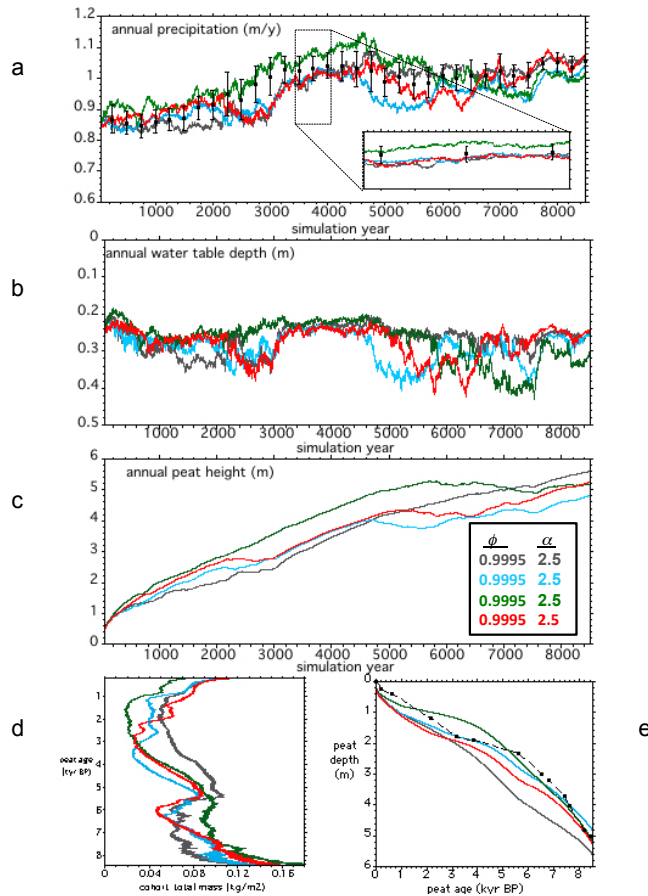 a
annual precipitation (m/y)
1.2
1.1
1.0
0.9
0.8
0.7
0.6
1000 2000 3000 4000 5000 6000 7000 8000
simulation year
b
annual water table depth (m)
0
0.1
0.2
0.3
0.4
0.5
1000 2000 3000 4000 5000 6000 7000 8000
simulation year
c
annual peat height (m)
6
5
4
3
2
1
0
ϕ α
0.9995 2.5
0.9995 2.5
0.9995 2.5
0.9995 2.5
1000 2000 3000 4000 5000 6000 7000 8000
simulation year
d
peat age
(kyr BP)
1
2
3
4
5
6
7
8
0 0.04 0.08 0.12 0.16
cohort total mass (kg/m2)
e
peat
depth
(m)
0
1
2
3
4
5
6
0 1 2 3 4 5 6 7 8
peat age (kyr BP)